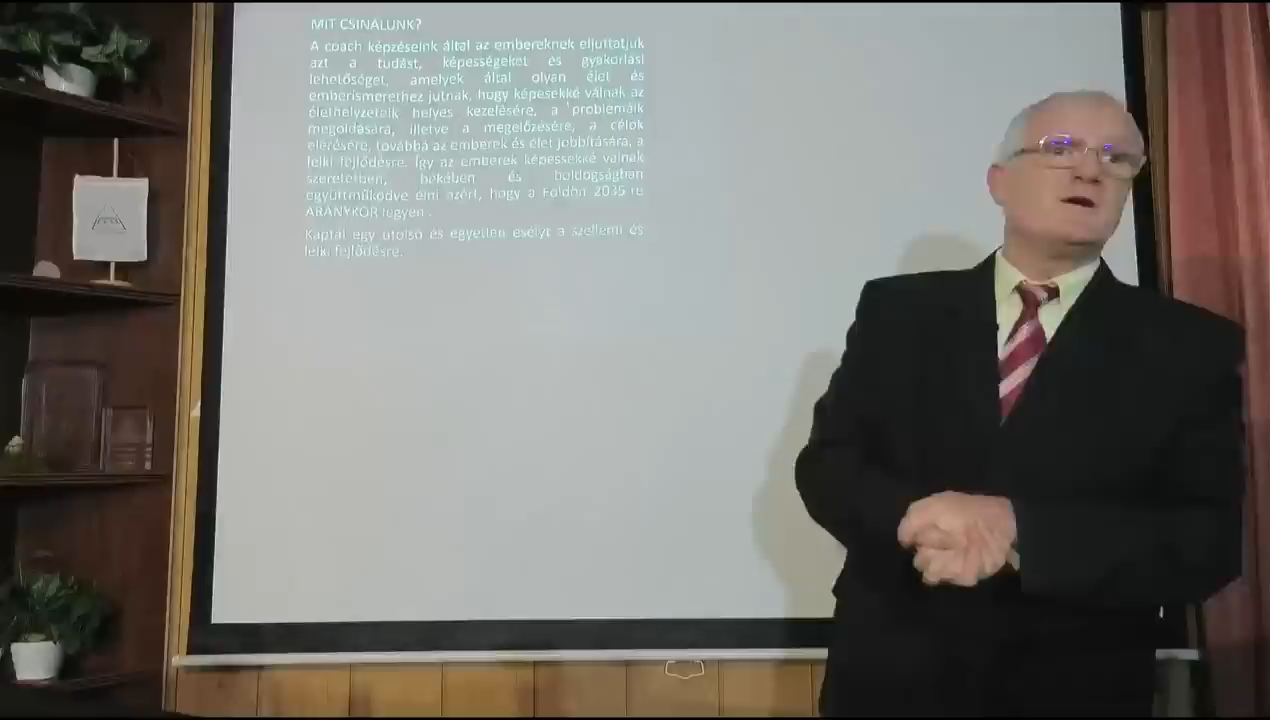 MIT CSINÁLUNK?
A coach képzéseink által az embereknek eljuttatjuk
azt a tudást, képességeket és gyakorlási
lehetőséget, amelyek által olyan élet és
emberismerethez jutnak, hogy képesekké válnak az
élethelyzeteik helyes kezelésére, a problémáik
megoldására, illetve a megelőzésére, a célok
elérésére, továbbá az emberek és élet jobbítására, a
lelki fejlődésre. Így az emberek képessekké válnak
szeretetben, békében és boldogságban
együttműködve élni azért, hogy a Földön 2035-re
ARANYKOR legyen .
Kaptál egy utolsó és egyetlen esélyt a szellemi és
lelki fejlődésre.